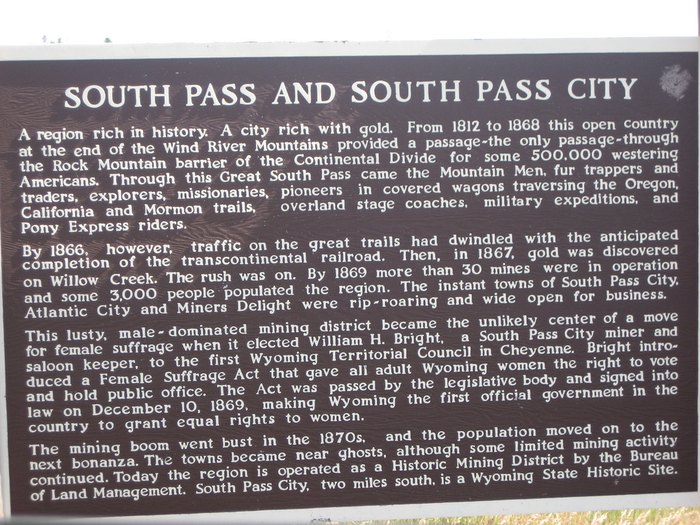 SOUTH PASS AND SOUTH PASS CITY
A region rich in history. A city rich with gold. From 1812 to 1868 this open country
at the end of the Wind River Mountains provided a passage-the only passage-through
the Rock Mountain barrier of the Continental Divide for some 500,000 westering
Americans. Through this Great South Pass came the Mountain Men, fur trappers and
traders, explorers, missionaries, pioneers in covered wagons traversing the Oregon,
California and Mormon trails, overland stage coaches, military expeditions, and
Pony Express riders.
By 1866, however, traffic on the great trails had dwindled with the anticipated
completion of the transcontinental railroad. Then, in 1867, gold was discovered
on Willow Creek. The rush was on. By 1869 more than 30 mines were in operation
and some 3,000 people populated the region. The instant towns of South Pass City,
Atlantic City and Miners Delight were rip-roaring and wide open for business.
This lusty, male-dominated mining district became the unlikely center of a move
for female suffrage when it elected William H. Bright, a South Pass City miner and
saloon keeper, to the first Wyoming Territorial Council in Cheyenne. Bright intro-
duced a Female Suffrage Act that gave all adult Wyoming women the right to vote
and hold public office. The Act was passed by the legislative body and signed into
law on December 10, 1869, making Wyoming the first official government in the
country to grant equal rights to women.
The mining boom went bust in the 1870s, and the population moved on to the
next bonanza. The towns became near ghosts, although some limited mining activity
continued. Today the region is operated as a Historic Mining District by the Bureau
of Land Management. South Pass City, two miles south, is a Wyoming State Historic Site.